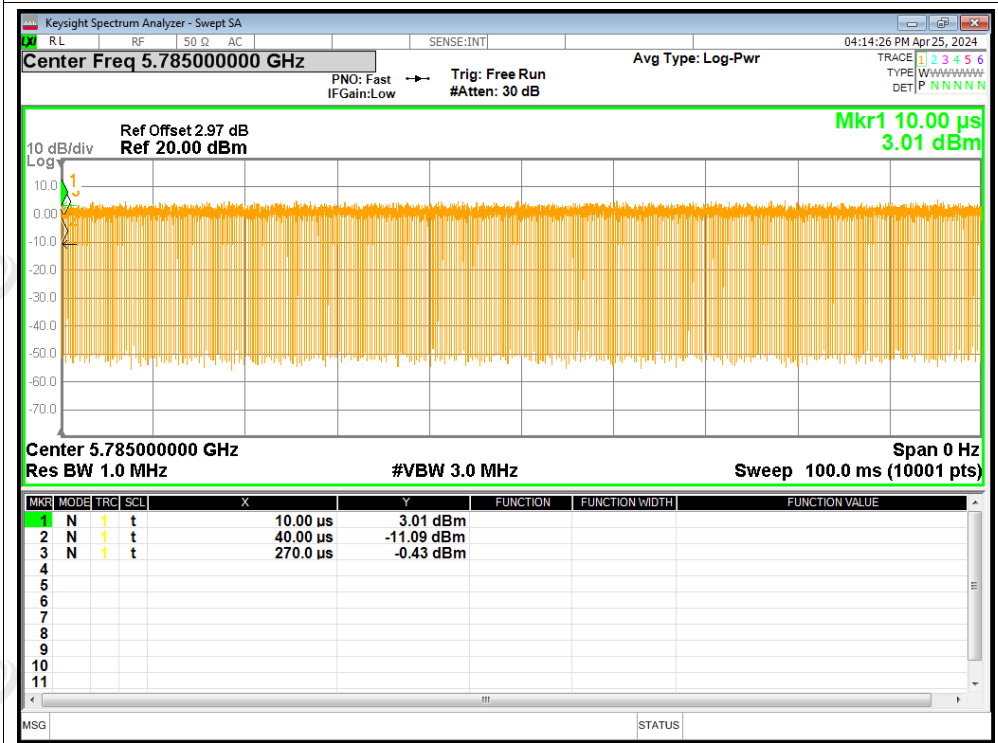 Keysight Spectrum Analyzer - Swept SA
LXI RL RF 50 Ω AC SENSE:INT 04:14:26 PM Apr 25, 2024
Center Freq 5.785000000 GHz
PNO: Fast
IFGain:Low
Trig: Free Run
#Atten: 30 dB
Avg Type: Log-Pwr
TRACE 1 2 3 4 5 6
TYPE WWWWWWW
DET P N N N N N
Mkr1 10.00 µs
3.01 dBm
Ref Offset 2.97 dB
10 dB/div Ref 20.00 dBm
Log
1
10.0
0.00
-10.0
-20.0
-30.0
-40.0
-50.0
-60.0
-70.0
Center 5.785000000 GHz Span 0 Hz
Res BW 1.0 MHz #VBW 3.0 MHz Sweep 100.0 ms (10001 pts)
MKR MODE TRC SCL X Y FUNCTION FUNCTION WIDTH FUNCTION VALUE
1 N 1 t 10.00 µs 3.01 dBm
2 N 1 t 40.00 µs -11.09 dBm
3 N 1 t 270.0 µs -0.43 dBm
4
5
6
7
8
9
10
11
MSG STATUS